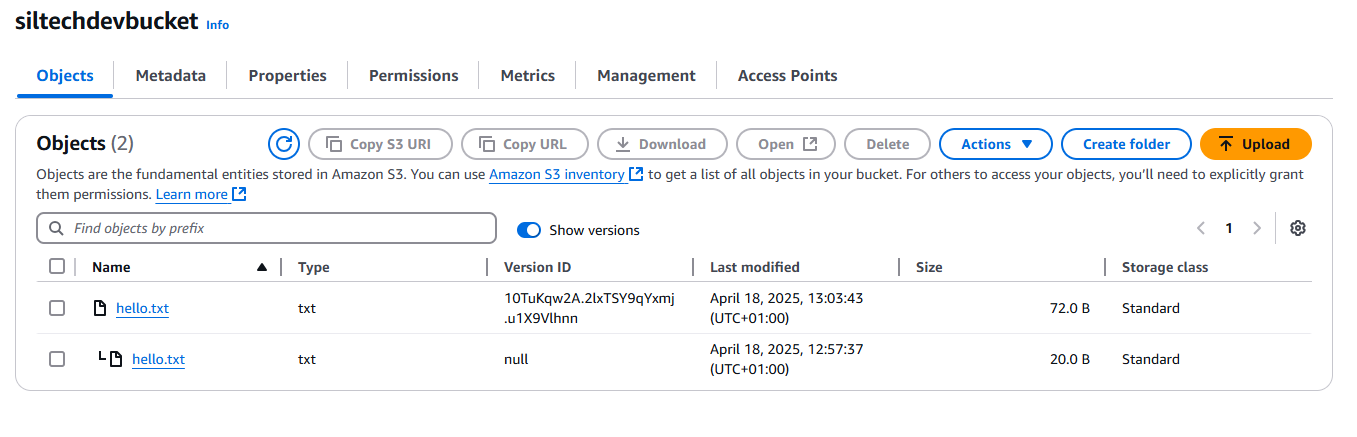 siltechdevbucket Info
Objects Metadata Properties Permissions Metrics Management Access Points
Objects (2) Copy S3 URI Copy URL Download Open Delete Actions Create folder Upload
Objects are the fundamental entities stored in Amazon S3. You can use Amazon S3 inventory to get a list of all objects in your bucket. For others to access your objects, you'll need to explicitly grant
them permissions. Learn more
Find objects by prefix Show versions 1
Name Type Version ID Last modified Size Storage class
hello.txt txt 10TuKqw2A.2lxTSY9qYxmj April 18, 2025, 13:03:43 72.0 B Standard
.u1X9Vlhnn (UTC+01:00)
hello.txt txt null April 18, 2025, 12:57:37 20.0 B Standard
(UTC+01:00)